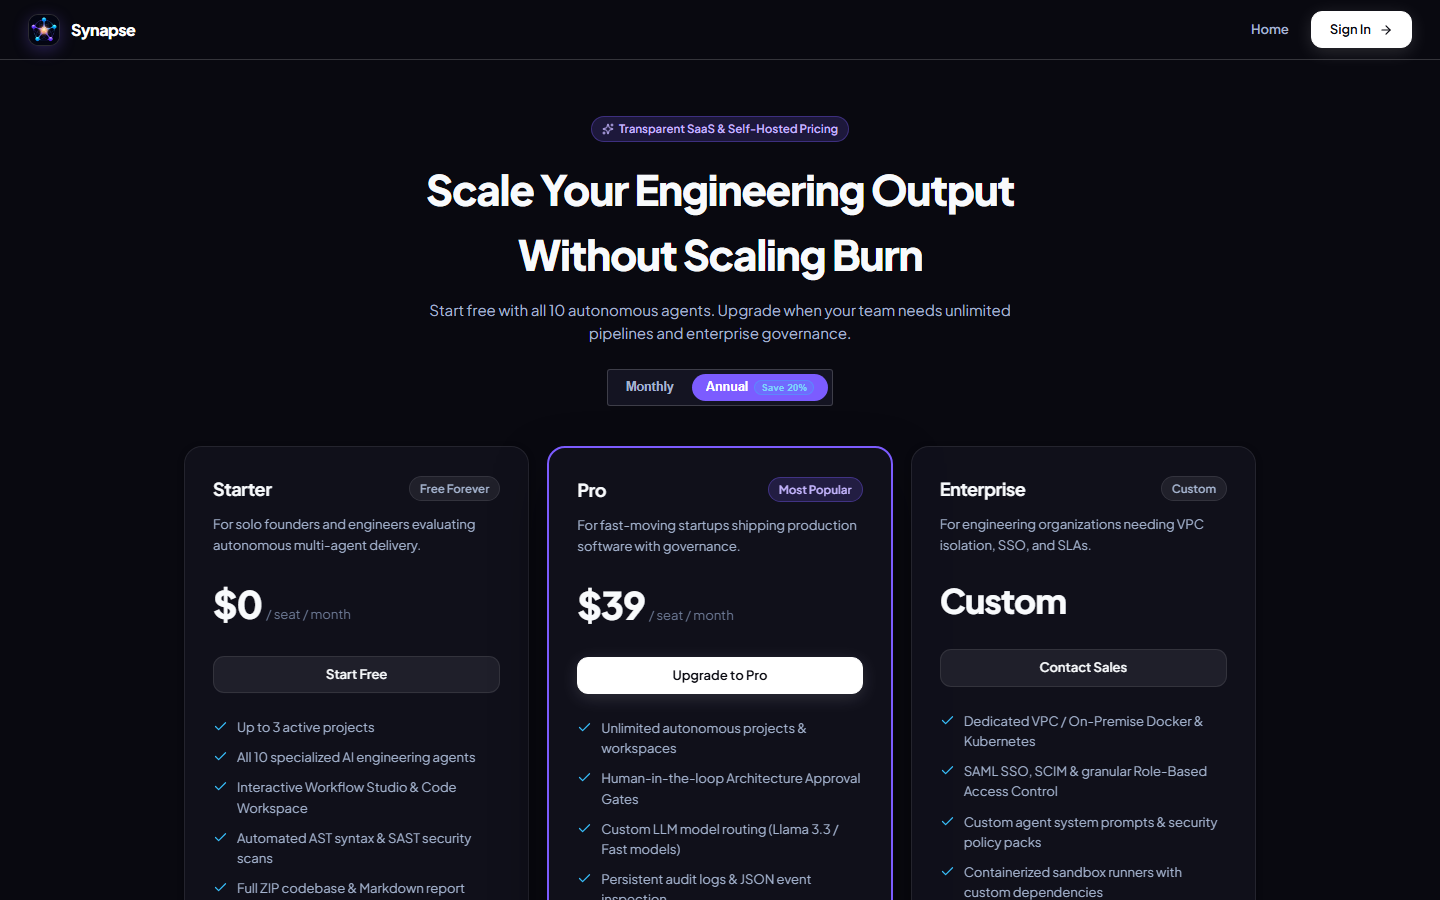 Synapse
Home
Sign In
Transparent SaaS & Self-Hosted Pricing
Scale Your Engineering Output
Without Scaling Burn
Start free with all 10 autonomous agents. Upgrade when your team needs unlimited
pipelines and enterprise governance.
Monthly
Annual
Save 20%
Starter
Free Forever
For solo founders and engineers evaluating
autonomous multi-agent delivery.
$0 / seat / month
Start Free
Up to 3 active projects
All 10 specialized AI engineering agents
Interactive Workflow Studio & Code
Workspace
Automated AST syntax & SAST security
scans
Full ZIP codebase & Markdown report
Pro
Most Popular
For fast-moving startups shipping production
software with governance.
$39 / seat / month
Upgrade to Pro
Unlimited autonomous projects &
workspaces
Human-in-the-loop Architecture Approval
Gates
Custom LLM model routing (Llama 3.3 /
Fast models)
Persistent audit logs & JSON event
inspection
Enterprise
Custom
For engineering organizations needing VPC
isolation, SSO, and SLAs.
Custom
Contact Sales
Dedicated VPC / On-Premise Docker &
Kubernetes
SAML SSO, SCIM & granular Role-Based
Access Control
Custom agent system prompts & security
policy packs
Containerized sandbox runners with
custom dependencies